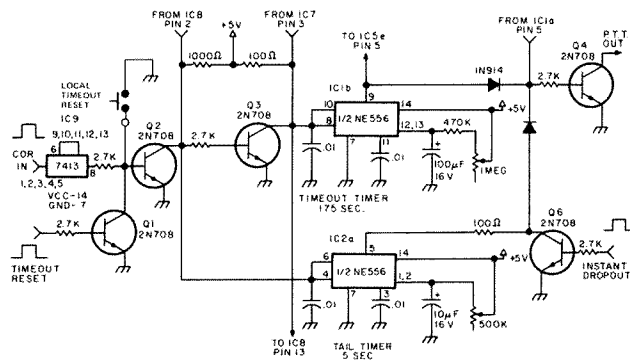 FROM IC8
PIN 2
+5V
FROM IC7
PIN 3
1000Ω
100Ω
TO IC5e
PIN 5
FROM IC1a
PIN 5
P.T.T.
OUT
Q4
2N708
1N914
2.7K
LOCAL
TIMEOUT
RESET
IC9
9,10,11,12,13
6
COR
IN
7413
8
1,2,3,4,5
VCC-14
GND-7
2.7K
Q2
2N708
2.7K
Q3
2N708
IC1b
9
10
8
1/2 NE556
14
12,13
7
11
.01
.01
470K
+5V
100µF
16V
1MEG
TIMEOUT TIMER
175 SEC.
2.7K
Q1
2N708
TIMEOUT
RESET
IC2a
5
6
4
1/2 NE556
14
1,2
7
3
.01
.01
100Ω
+5V
10µF
16V
500K
Q6
2N708
2.7K
INSTANT
DROPOUT
TO IC8
PIN 13
TAIL TIMER
5 SEC